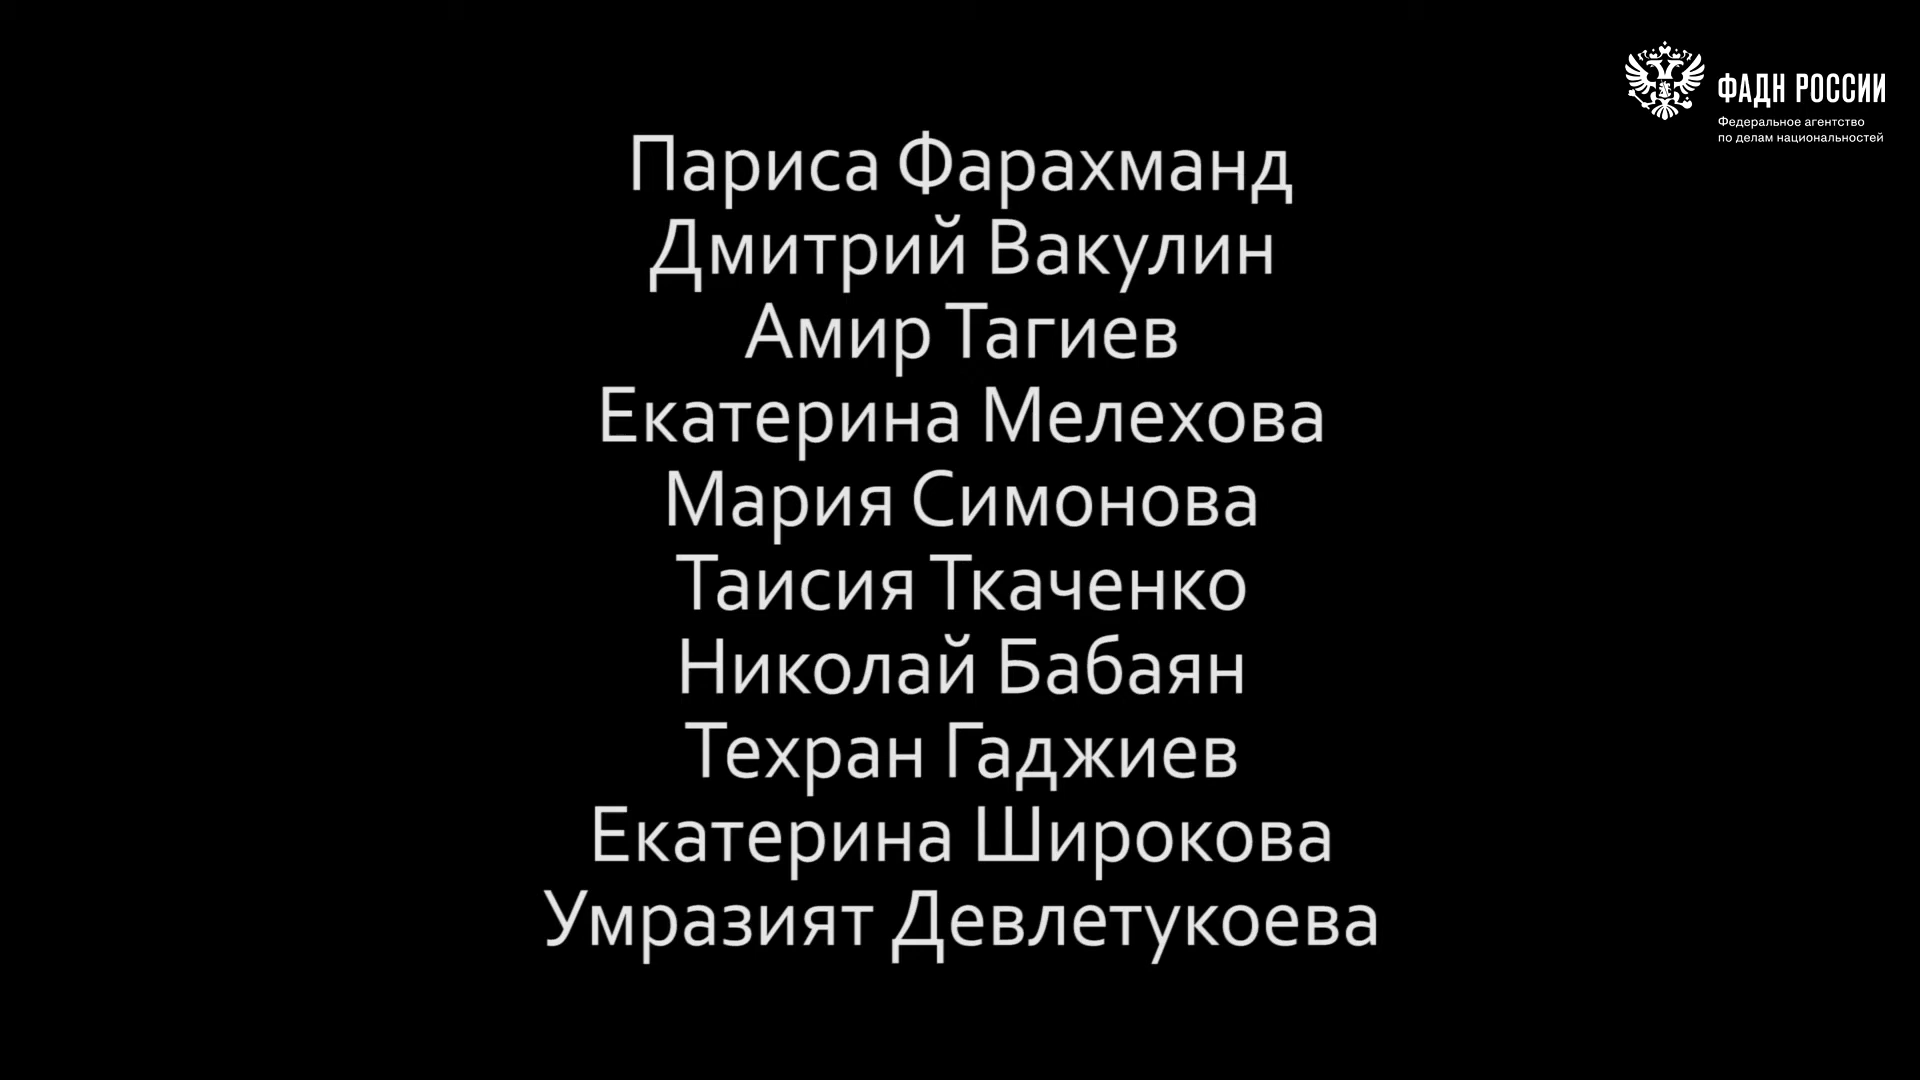 ФАДН РОССИИ
Федеральное агентство
по делам национальностей
Париса Фарахманд
Дмитрий Вакулин
Амир Тагиев
Екатерина Мелехова
Мария Симонова
Таисия Ткаченко
Николай Бабаян
Техран Гаджиев
Екатерина Широкова
Умразият Девлетукоева